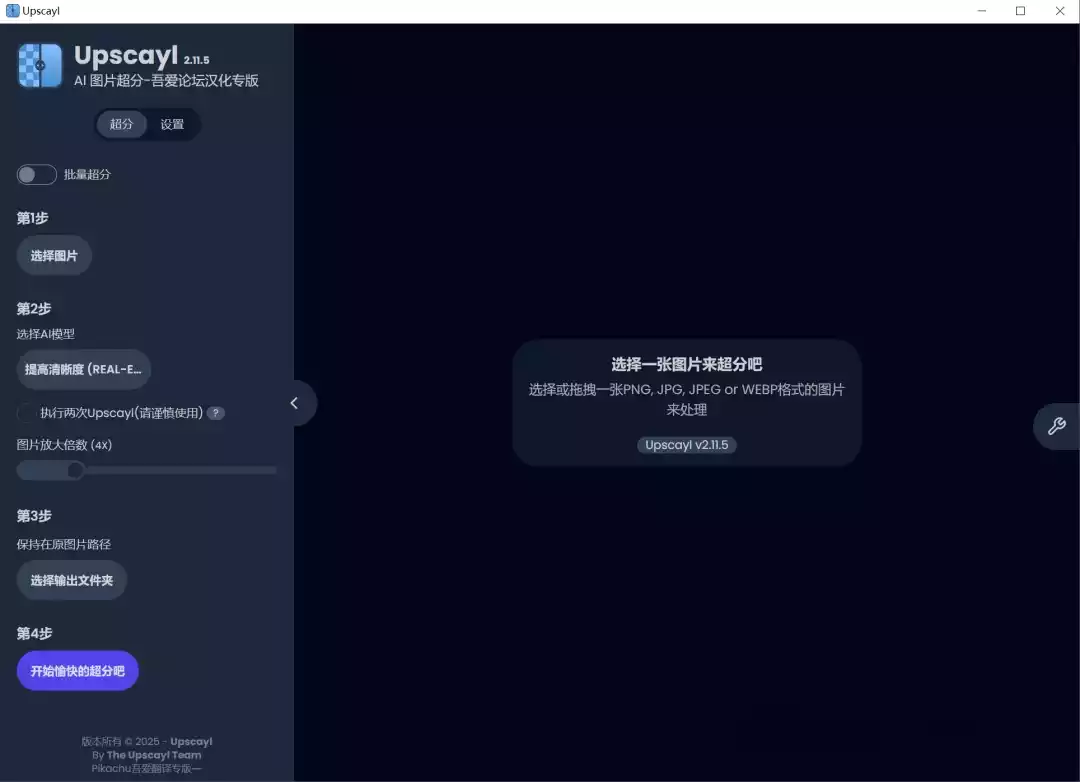 Upscayl
Upscayl 2.11.5
AI 图片超分-吾爱论坛汉化专版
超分
设置
批量超分
第1步
选择图片
第2步
选择AI模型
提高清晰度 (REAL-E...
执行两次Upscayl(请谨慎使用) ?
图片放大倍数 (4X)
第3步
保持在原图片路径
选择输出文件夹
第4步
开始愉快的超分吧
版本所有 © 2025 - Upscayl
By The Upscayl Team
Pikachu吾爱翻译专版一
选择一张图片来超分吧
选择或拖拽一张PNG, JPG, JPEG or WEBP格式的图片
来处理
Upscayl v2.11.5